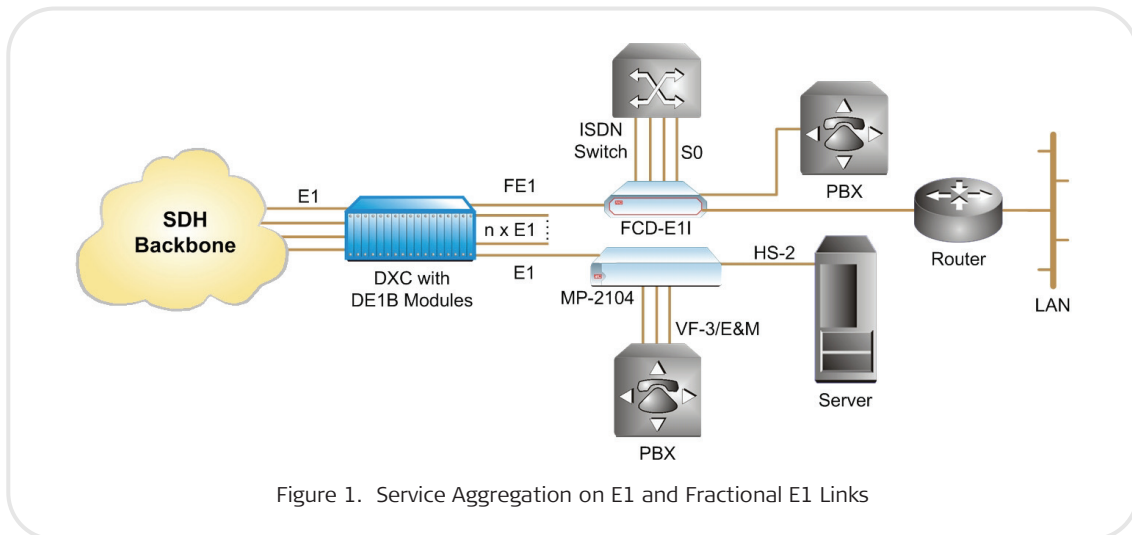 ISDN
Switch
S0
PBX
FE1
E1
SDH
Backbone
n x E1
FCD-E1I
Router
HS-2
E1
DXC with
DE1B Modules
MP-2104
LAN
VF-3/E&M
Server
PBX
Figure 1. Service Aggregation on E1 and Fractional E1 Links